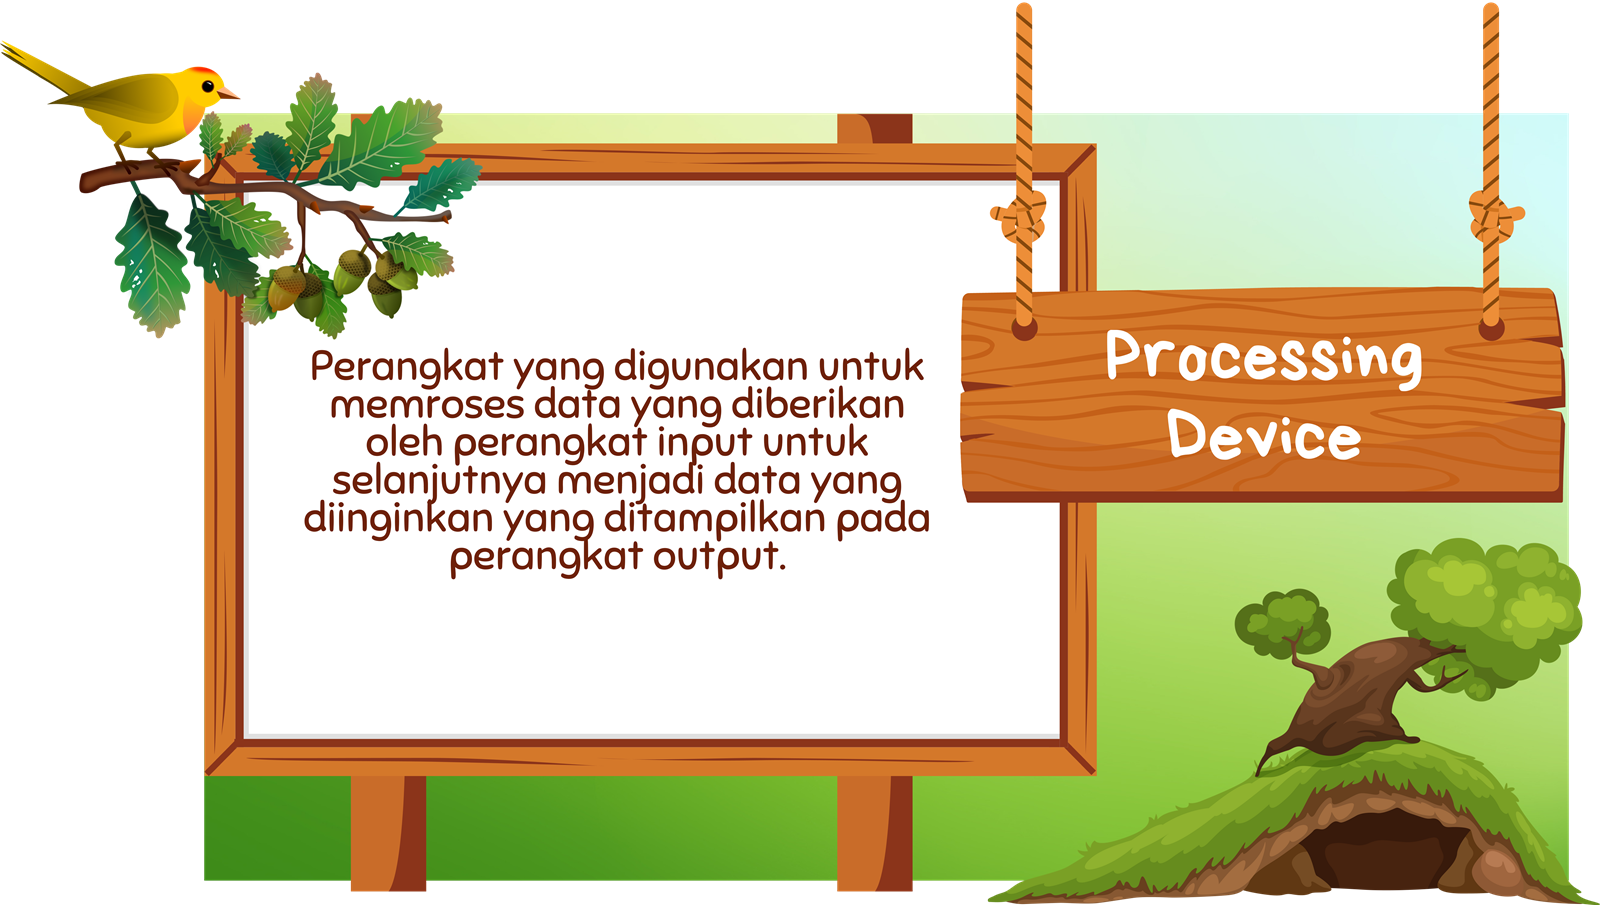 Perangkat yang digunakan untuk
memroses data yang diberikan
oleh perangkat input untuk
selanjutnya menjadi data yang
diinginkan yang ditampilkan pada
perangkat output.
Processing
Device